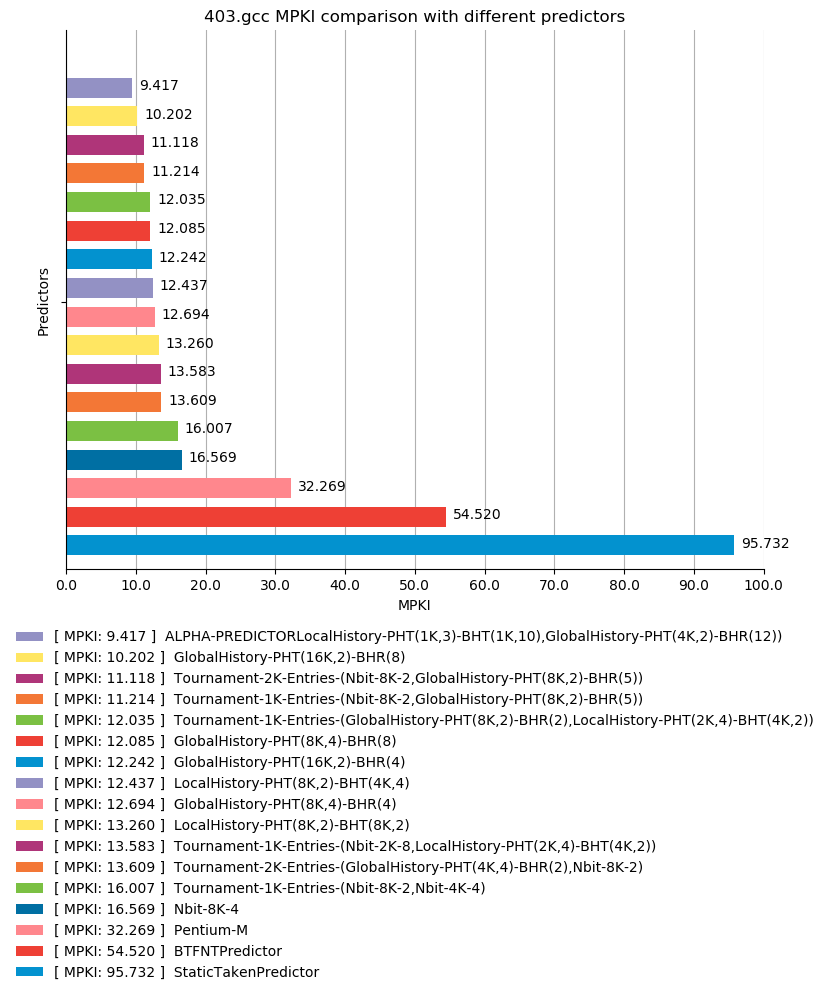 403.gcc MPKI comparison with different predictors
9.417
10.202
11.118
11.214
12.035
12.085
12.242
12.437
12.694
13.260
13.583
13.609
16.007
16.569
32.269
54.520
95.732
Predictors
0.0 10.0 20.0 30.0 40.0 50.0 60.0 70.0 80.0 90.0 100.0
MPKI
[ MPKI: 9.417 ] ALPHA-PREDICTORLocalHistory-PHT(1K,3)-BHT(1K,10),GlobalHistory-PHT(4K,2)-BHR(12))
[ MPKI: 10.202 ] GlobalHistory-PHT(16K,2)-BHR(8)
[ MPKI: 11.118 ] Tournament-2K-Entries-(Nbit-8K-2,GlobalHistory-PHT(8K,2)-BHR(5))
[ MPKI: 11.214 ] Tournament-1K-Entries-(Nbit-8K-2,GlobalHistory-PHT(8K,2)-BHR(5))
[ MPKI: 12.035 ] Tournament-1K-Entries-(GlobalHistory-PHT(8K,2)-BHR(2),LocalHistory-PHT(2K,4)-BHT(4K,2))
[ MPKI: 12.085 ] GlobalHistory-PHT(8K,4)-BHR(8)
[ MPKI: 12.242 ] GlobalHistory-PHT(16K,2)-BHR(4)
[ MPKI: 12.437 ] LocalHistory-PHT(8K,2)-BHT(4K,4)
[ MPKI: 12.694 ] GlobalHistory-PHT(8K,4)-BHR(4)
[ MPKI: 13.260 ] LocalHistory-PHT(8K,2)-BHT(8K,2)
[ MPKI: 13.583 ] Tournament-1K-Entries-(Nbit-2K-8,LocalHistory-PHT(2K,4)-BHT(4K,2))
[ MPKI: 13.609 ] Tournament-2K-Entries-(GlobalHistory-PHT(4K,4)-BHR(2),Nbit-8K-2)
[ MPKI: 16.007 ] Tournament-1K-Entries-(Nbit-8K-2,Nbit-4K-4)
[ MPKI: 16.569 ] Nbit-8K-4
[ MPKI: 32.269 ] Pentium-M
[ MPKI: 54.520 ] BTFNTPredictor
[ MPKI: 95.732 ] StaticTakenPredictor